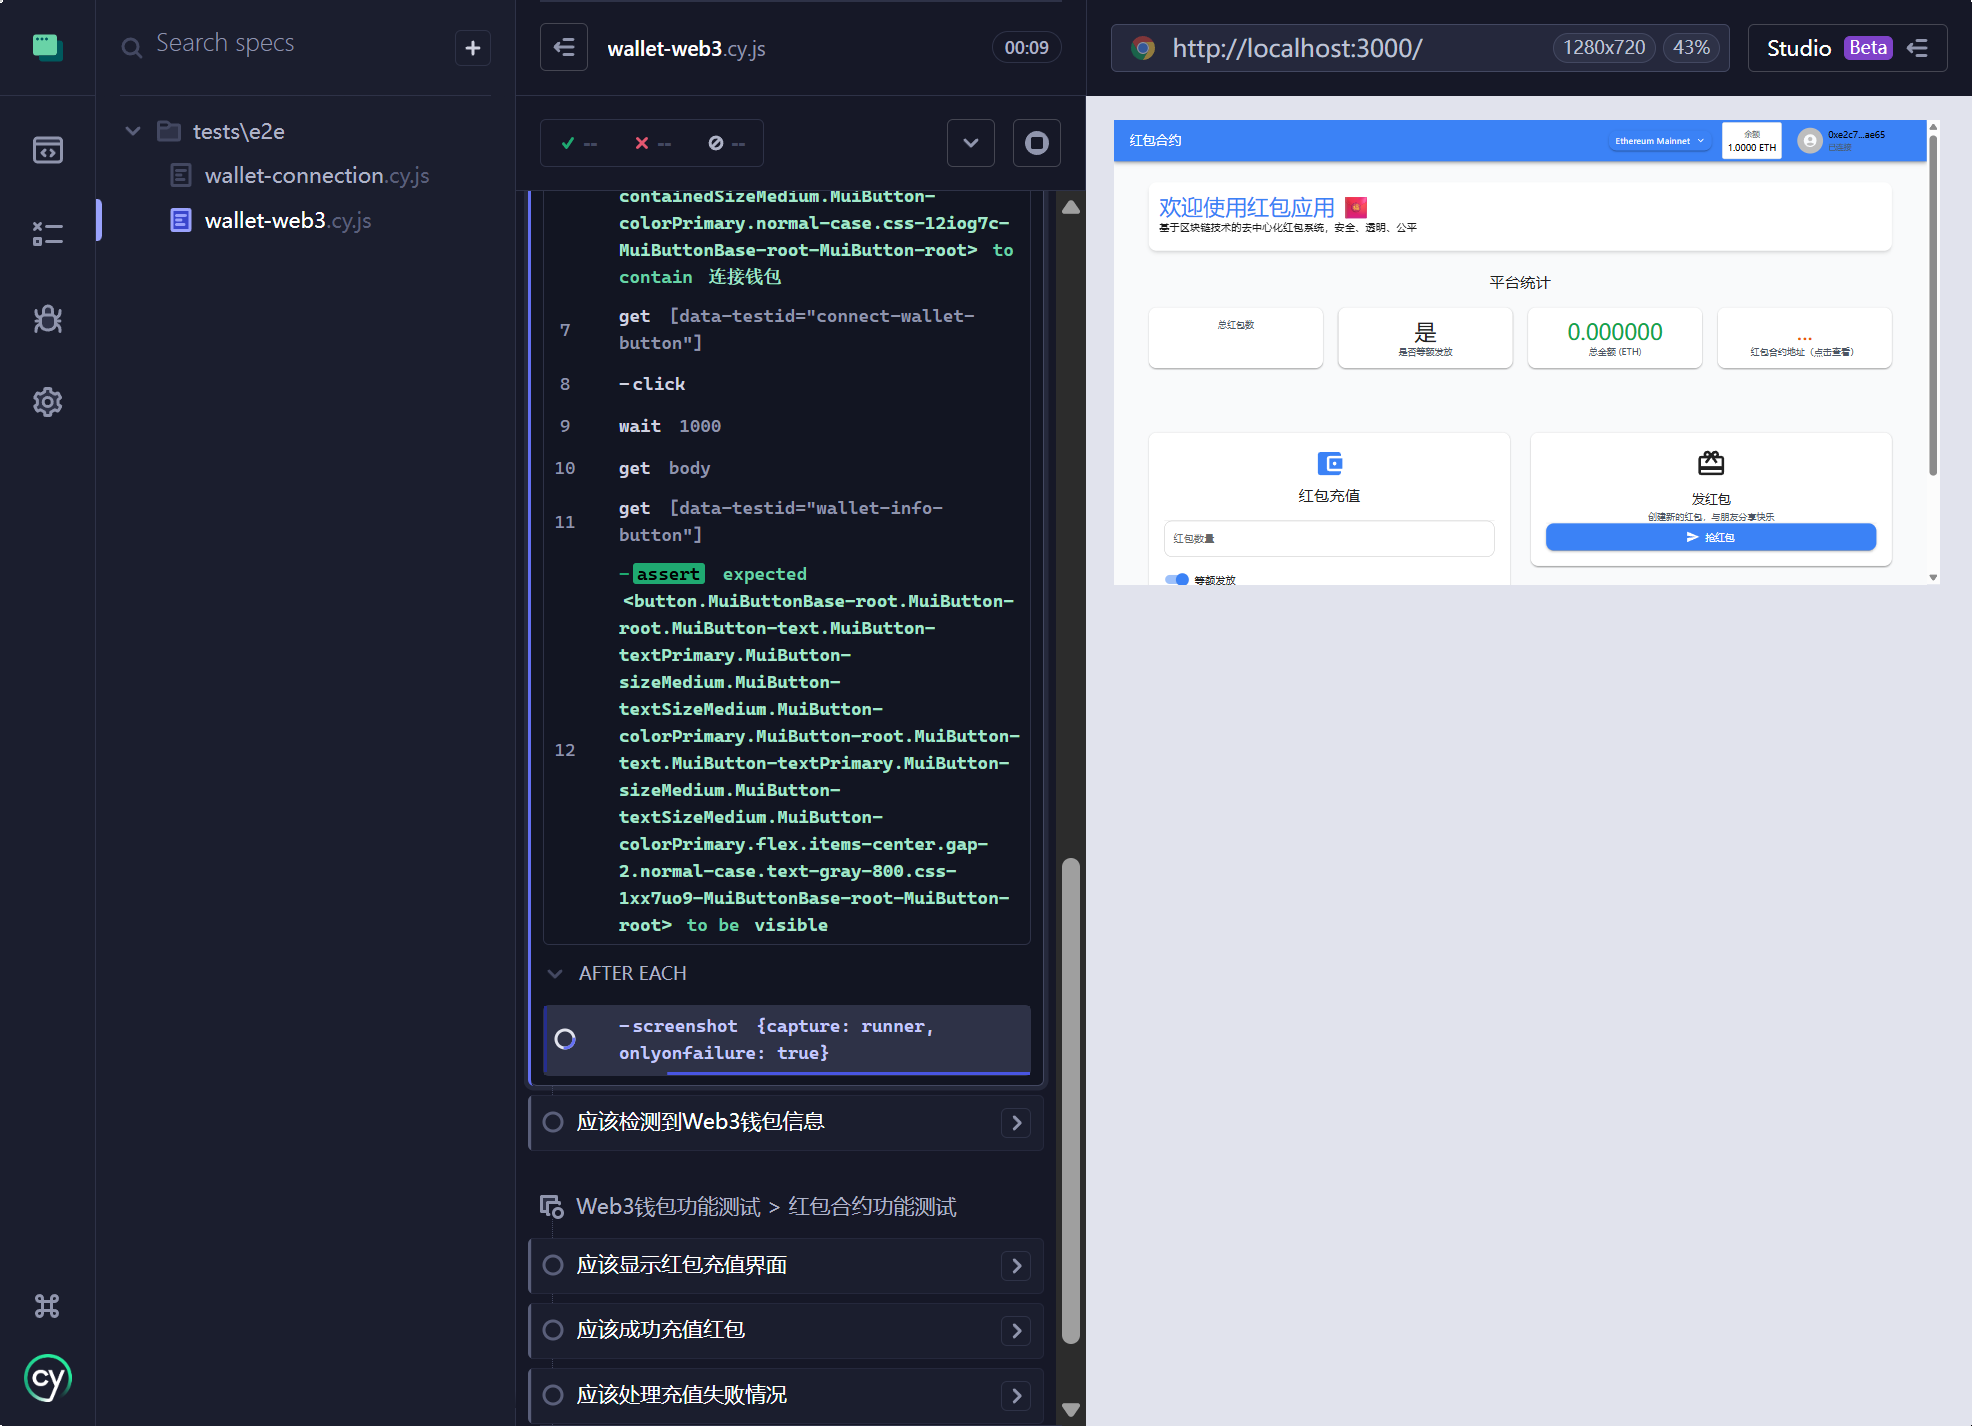 Search specs
+
tests\e2e
wallet-connection.cy.js
wallet-web3.cy.js
cy
wallet-web3.cy.js
00:09
--
--
--
containedSizeMedium.MuiButton-
colorPrimary.normal-case.css-12iog7c-
MuiButtonBase-root-MuiButton-root> to
contain 连接钱包
7 get [data-testid="connect-wallet-
button"]
8 -click
9 wait 1000
10 get body
11 get [data-testid="wallet-info-
button"]
12 -assert expected
<button.MuiButtonBase-root.MuiButton-
root.MuiButton-text.MuiButton-
textPrimary.MuiButton-
sizeMedium.MuiButton-
textSizeMedium.MuiButton-
colorPrimary.MuiButton-root.MuiButton-
text.MuiButton-textPrimary.MuiButton-
sizeMedium.MuiButton-
textSizeMedium.MuiButton-
colorPrimary.flex.items-center.gap-
2.normal-case.text-gray-800.css-
1xx7uo9-MuiButtonBase-root-MuiButton-
root> to be visible
AFTER EACH
-screenshot {capture: runner,
onlyonfailure: true}
应该检测到Web3钱包信息
Web3钱包功能测试 > 红包合约功能测试
应该显示红包充值界面
应该成功充值红包
应该处理充值失败情况
http://localhost:3000/
1280x720
43%
Studio Beta
红包合约
Ethereum Mainnet
余额
1.0000 ETH
0xe2c7...ae65
已连接
欢迎使用红包应用
基于区块链技术的去中心化红包系统，安全、透明、公平
平台统计
总红包数
是
是否等额发放
0.000000
总金额 (ETH)
...
红包合约地址（点击查看）
红包充值
红包数量
等额发放
发红包
创建新的红包，与朋友分享快乐
抢红包